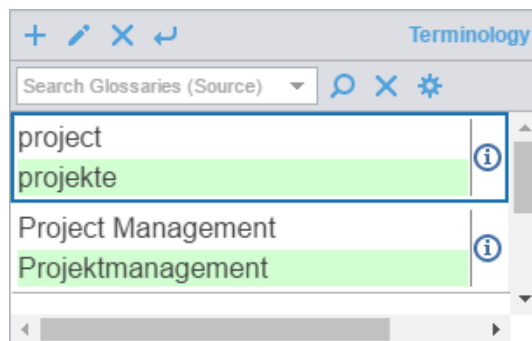 Terminology
Search Glossaries (Source)
project
projekte
Project Management
Projektmanagement